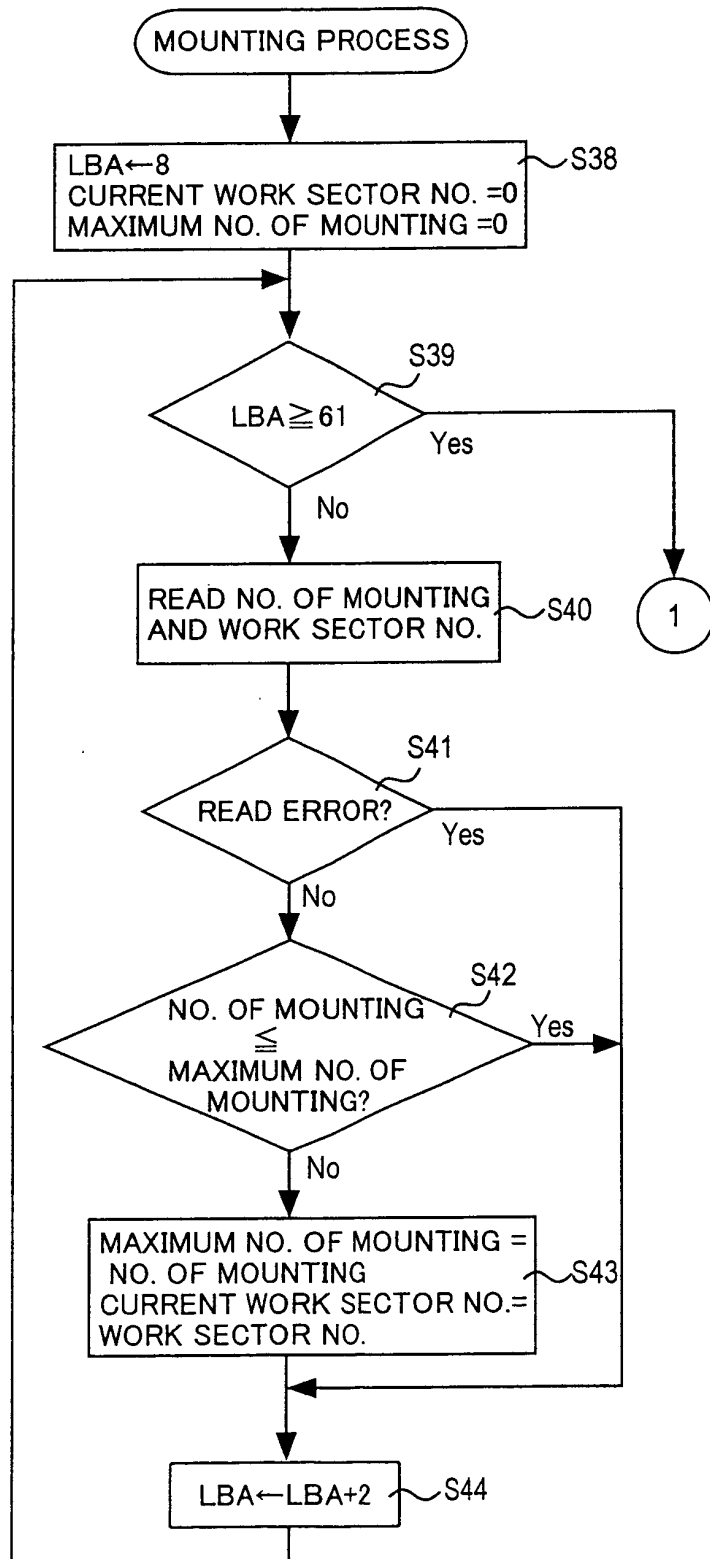 MOUNTING PROCESS
LBA←8
CURRENT WORK SECTOR NO. =0
MAXIMUM NO. OF MOUNTING =0
S38
S39
LBA≧61
Yes
No
READ NO. OF MOUNTING
AND WORK SECTOR NO.
S40
1
S41
READ ERROR?
Yes
No
S42
NO. OF MOUNTING
≦
MAXIMUM NO. OF
MOUNTING?
Yes
No
MAXIMUM NO. OF MOUNTING =
NO. OF MOUNTING
CURRENT WORK SECTOR NO.=
WORK SECTOR NO.
S43
LBA←LBA+2
S44